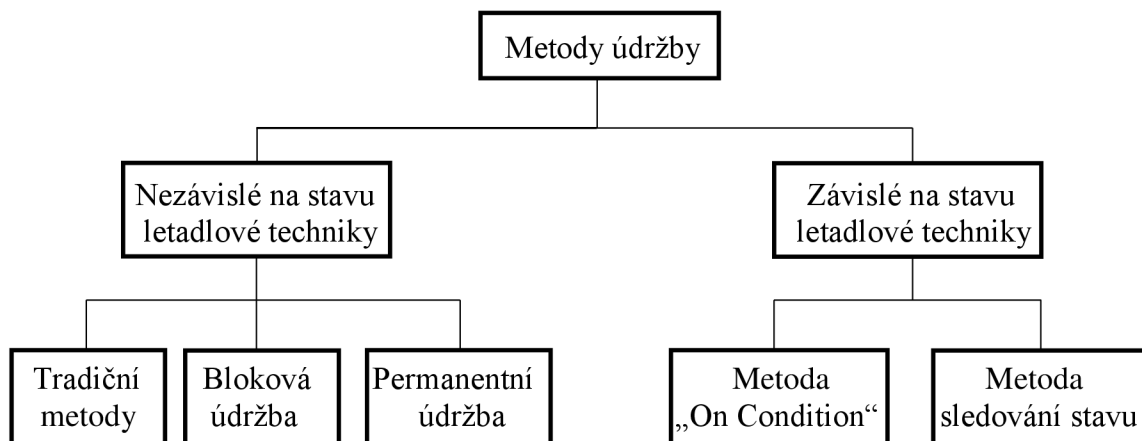 Metody údržby
Nezávislé na stavu
letadlové techniky
Závislé na stavu
letadlové techniky
Tradiční
metody
Bloková
údržba
Permanentní
údržba
Metoda
„On Condition“
Metoda
sledování stavu